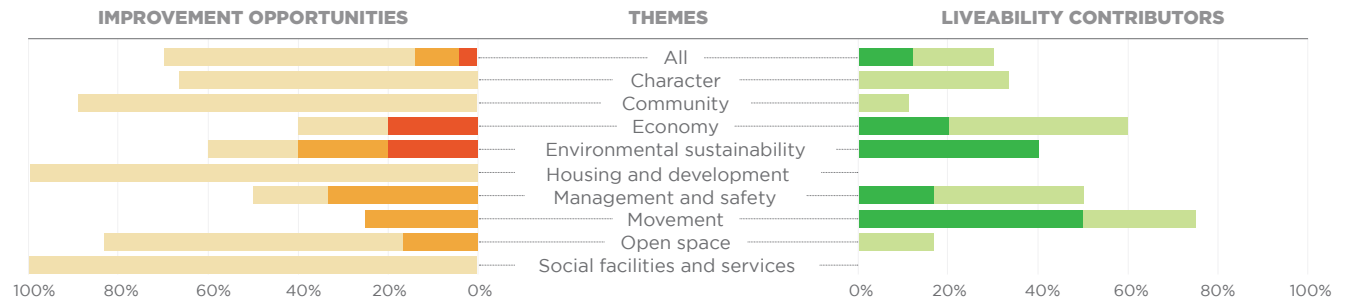 IMPROVEMENT OPPORTUNITIES THEMES LIVEABILITY CONTRIBUTORS
All
Character
Community
Economy
Environmental sustainability
Housing and development
Management and safety
Movement
Open space
Social facilities and services
100% 80% 60% 40% 20% 0% 0% 20% 40% 60% 80% 100%